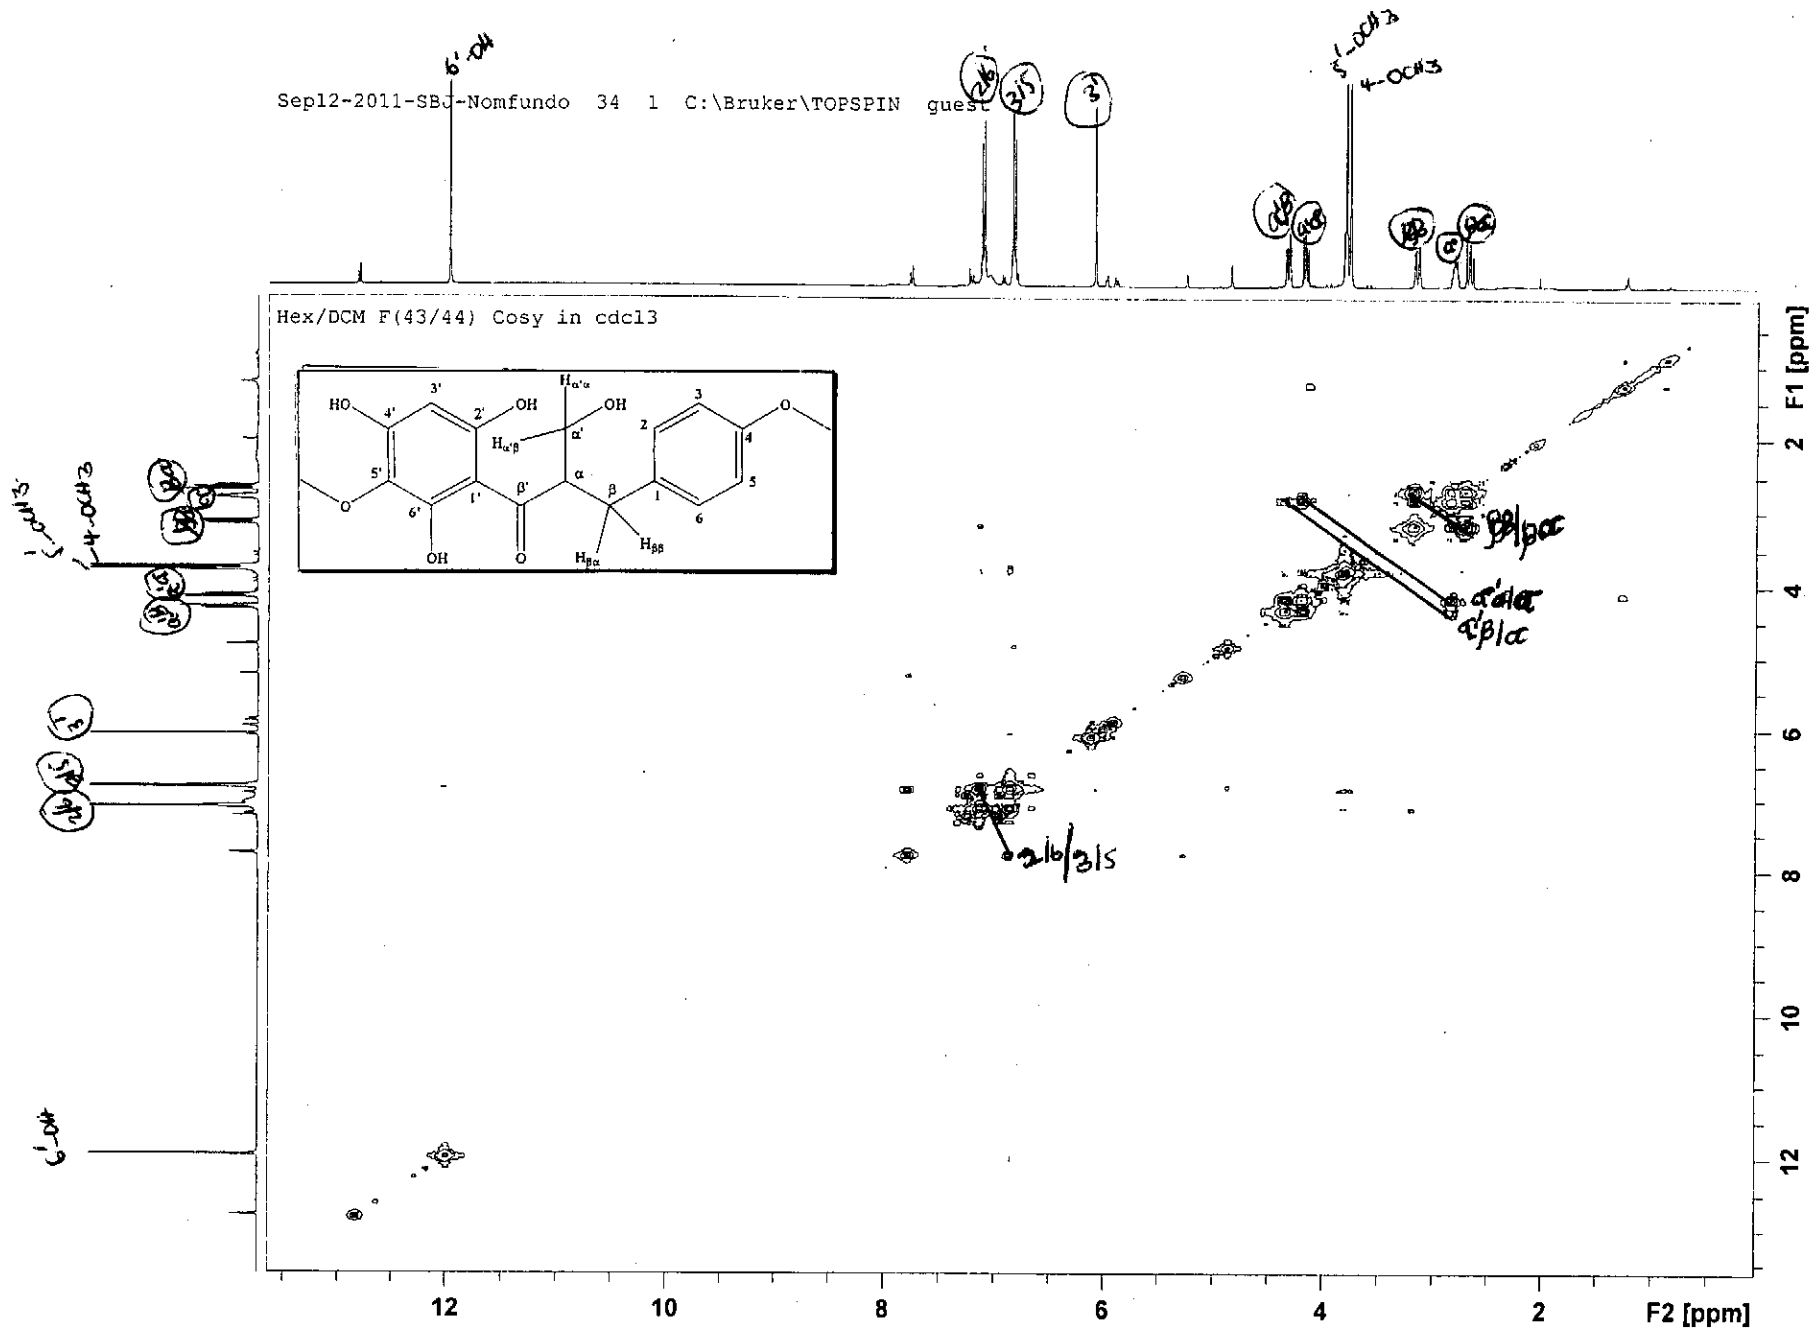 6'-OH
2/6
3/5
3'
5'-OCH3
4-OCH3
Sep12-2011-SBJ-Nomfundo 34 1 C:\Bruker\TOPSPIN guest
α'β
α'α
ββ
α
βα
Hex/DCM F(43/44) Cosy in cdcl3
HO
4'
3'
2'
OH
Hα'α
OH
α'
Hα'β
5'
1'
β'
α
β
2
3
4
O
1
5
6
O
6'
OH
O
Hβα
Hββ
βα
α
ββ
5'-OCH3
4-OCH3
α'α
α'β
3'
3/5
2/6
6'-OH
ββ/βα
α'α/α
α'β/α
2/6/3/5
F1 [ppm]
2
4
6
8
10
12
12
10
8
6
4
2
F2 [ppm]